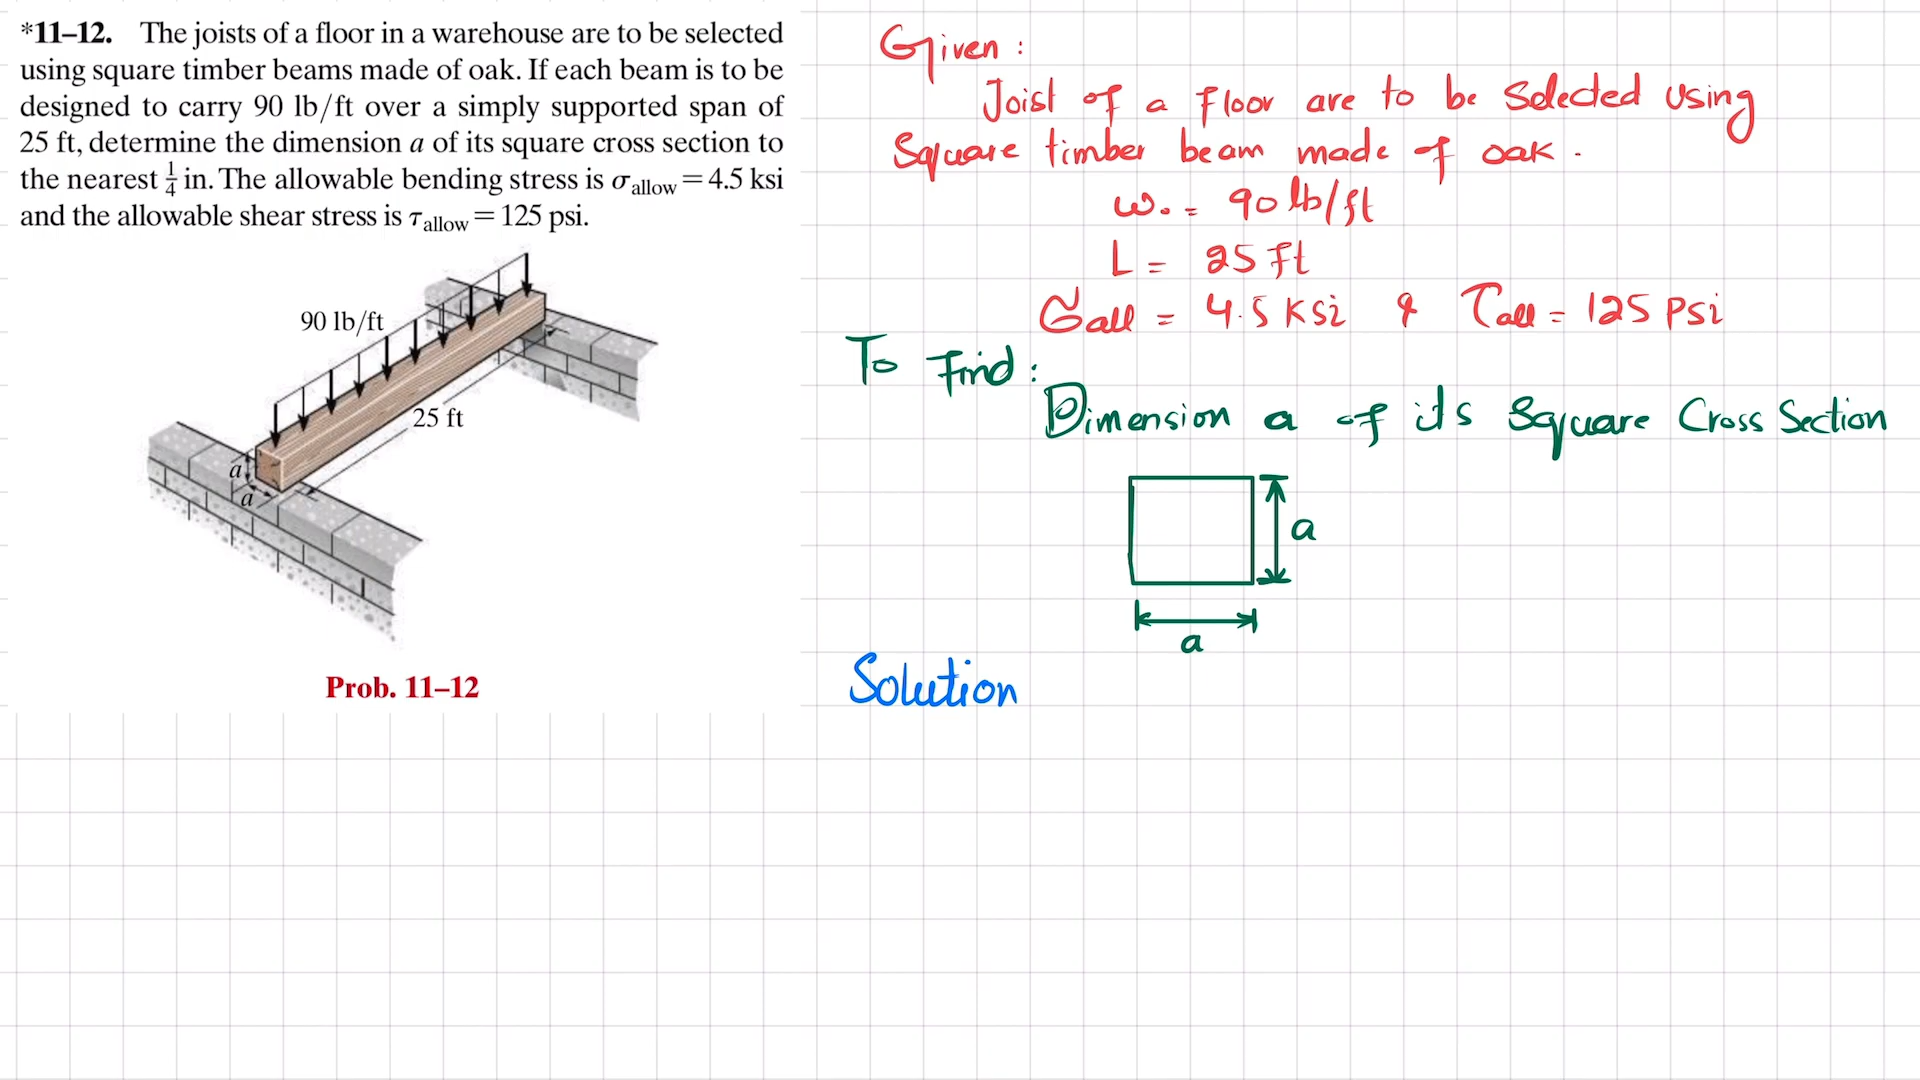 *11–12. The joists of a floor in a warehouse are to be selected
using square timber beams made of oak. If each beam is to be
designed to carry 90 lb/ft over a simply supported span of
25 ft, determine the dimension a of its square cross section to
the nearest 1/4 in. The allowable bending stress is σallow = 4.5 ksi
and the allowable shear stress is τallow = 125 psi.
90 lb/ft
25 ft
a
a
Prob. 11–12
Given :
Joist of a Floor are to be Selected Using
Square timber beam made of oak .
w₀ = 90 lb/ft
L = 25 ft
σall = 4.5 Ksi & τall = 125 Psi
To Find :
Dimension a of its Square Cross Section
a
a
Solution